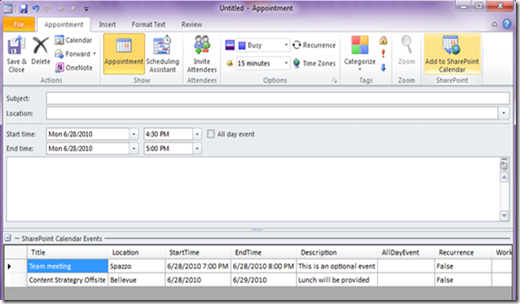 Untitled - Appointment
File Appointment Insert Format Text Review
Save & Close Delete Calendar Forward OneNote
Appointment Scheduling Assistant
Invite Attendees
Busy 15 minutes Recurrence Time Zones
Categorize
Zoom
Add to SharePoint Calendar
Actions Show Attendees Options Tags Zoom SharePoint
Subject:
Location:
Start time: Mon 6/28/2010 4:30 PM All day event
End time: Mon 6/28/2010 5:00 PM
SharePoint Calendar Events
Title Location StartTime EndTime Description AllDayEvent Recurrence Work
Team meeting Spazzo 6/28/2010 7:00 PM 6/28/2010 8:00 PM This is an optional event False
Content Strategry Offsite Bellevue 6/28/2010 6/29/2010 Lunch will be provided False